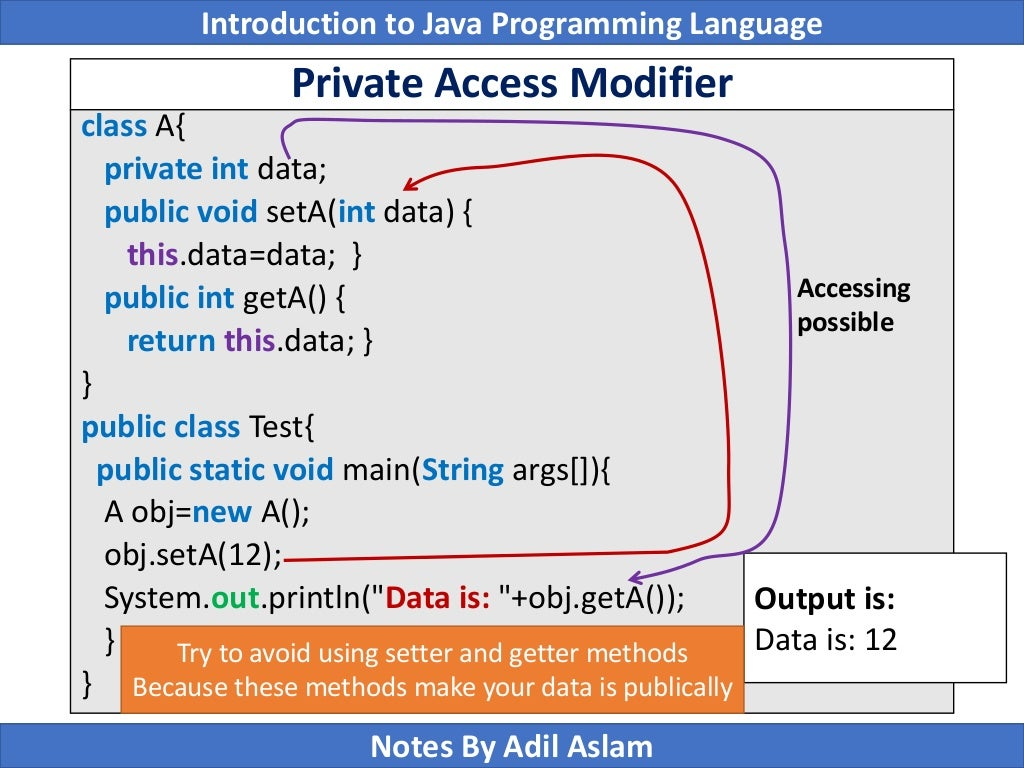 Introduction to Java Programming Language
Private Access Modifier
class A{
private int data;
public void setA(int data) {
this.data=data; }
public int getA() {
return this.data; }
}
public class Test{
public static void main(String args[]){
A obj=new A();
obj.setA(12);
System.out.println("Data is: "+obj.getA());
}
}
Accessing
possible
Output is:
Data is: 12
Try to avoid using setter and getter methods
Because these methods make your data is publically
Notes By Adil Aslam